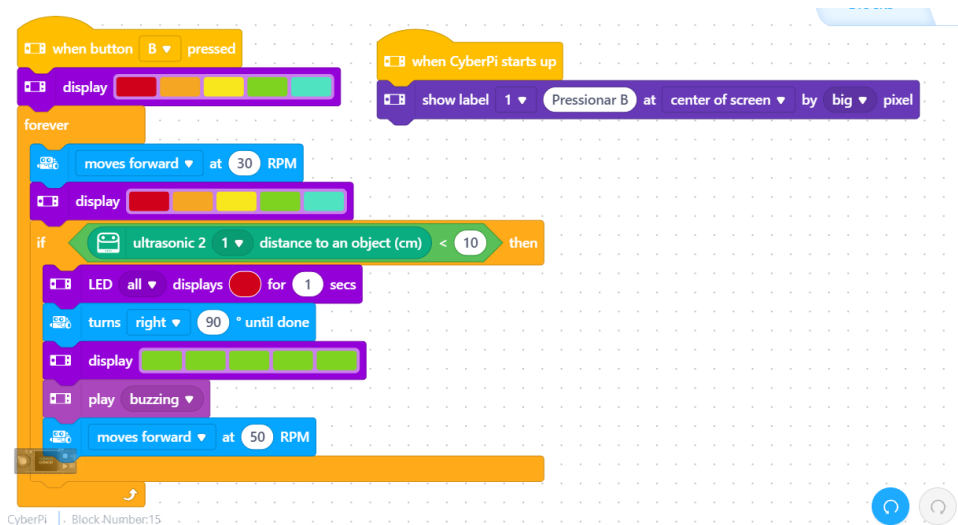 when button B ▾ pressed
display
forever
moves forward ▾ at 30 RPM
display
if ultrasonic 2 1 ▾ distance to an object (cm) < 10 then
LED all ▾ displays for 1 secs
turns right ▾ 90 ° until done
display
play buzzing ▾
moves forward ▾ at 50 RPM
when CyberPi starts up
show label 1 ▾ Pressionar B at center of screen ▾ by big ▾ pixel
CyberPi | Block Number:15